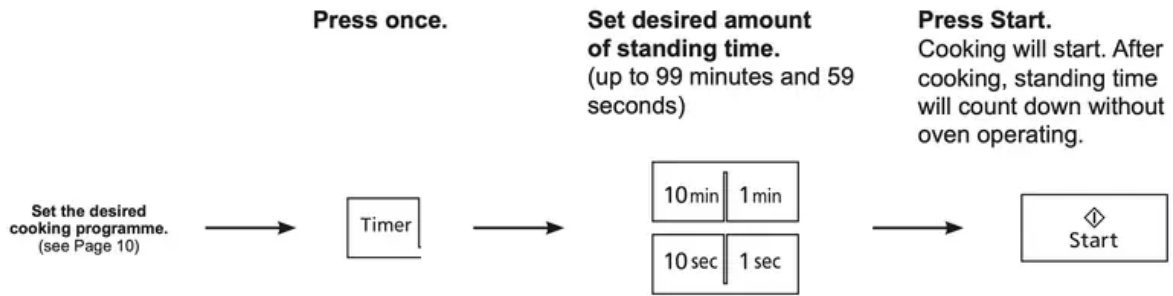 Press once.
Set desired amount
of standing time.
(up to 99 minutes and 59
seconds)
Press Start.
Cooking will start. After
cooking, standing time
will count down without
oven operating.
Set the desired
cooking programme.
(see Page 10)
Timer
10 min
1 min
10 sec
1 sec
Start